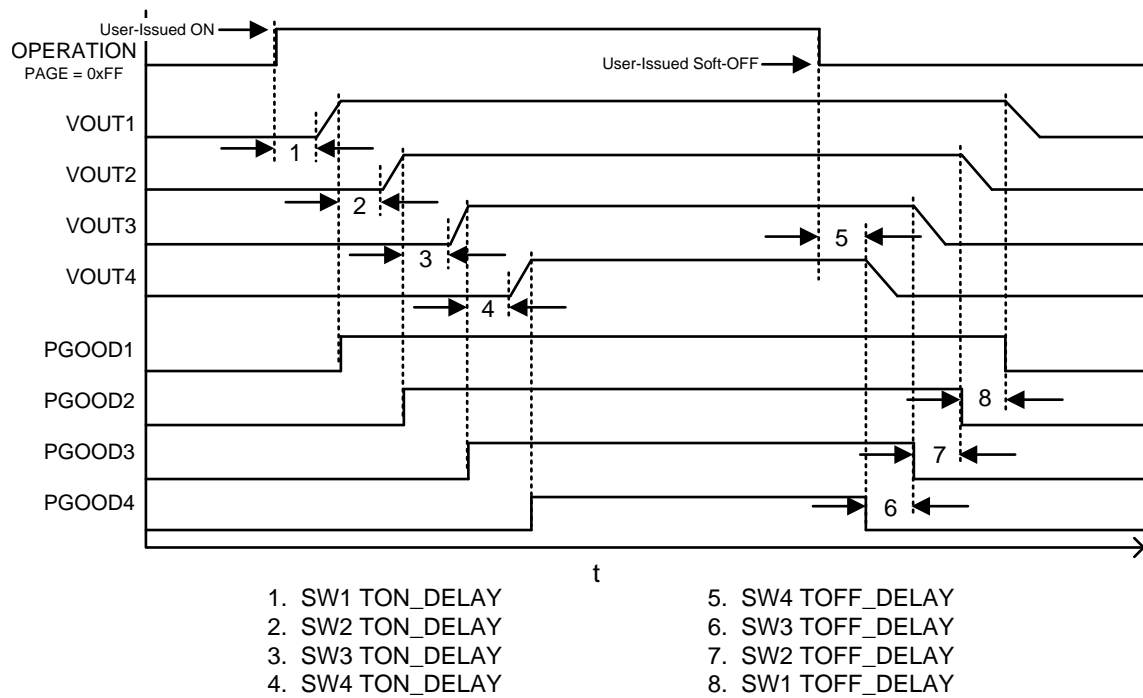 User-Issued ON
OPERATION
PAGE = 0xFF
User-Issued Soft-OFF
VOUT1
1
VOUT2
2
VOUT3
3
5
VOUT4
4
PGOOD1
PGOOD2
8
PGOOD3
7
PGOOD4
6
t
1. SW1 TON_DELAY
2. SW2 TON_DELAY
3. SW3 TON_DELAY
4. SW4 TON_DELAY
5. SW4 TOFF_DELAY
6. SW3 TOFF_DELAY
7. SW2 TOFF_DELAY
8. SW1 TOFF_DELAY